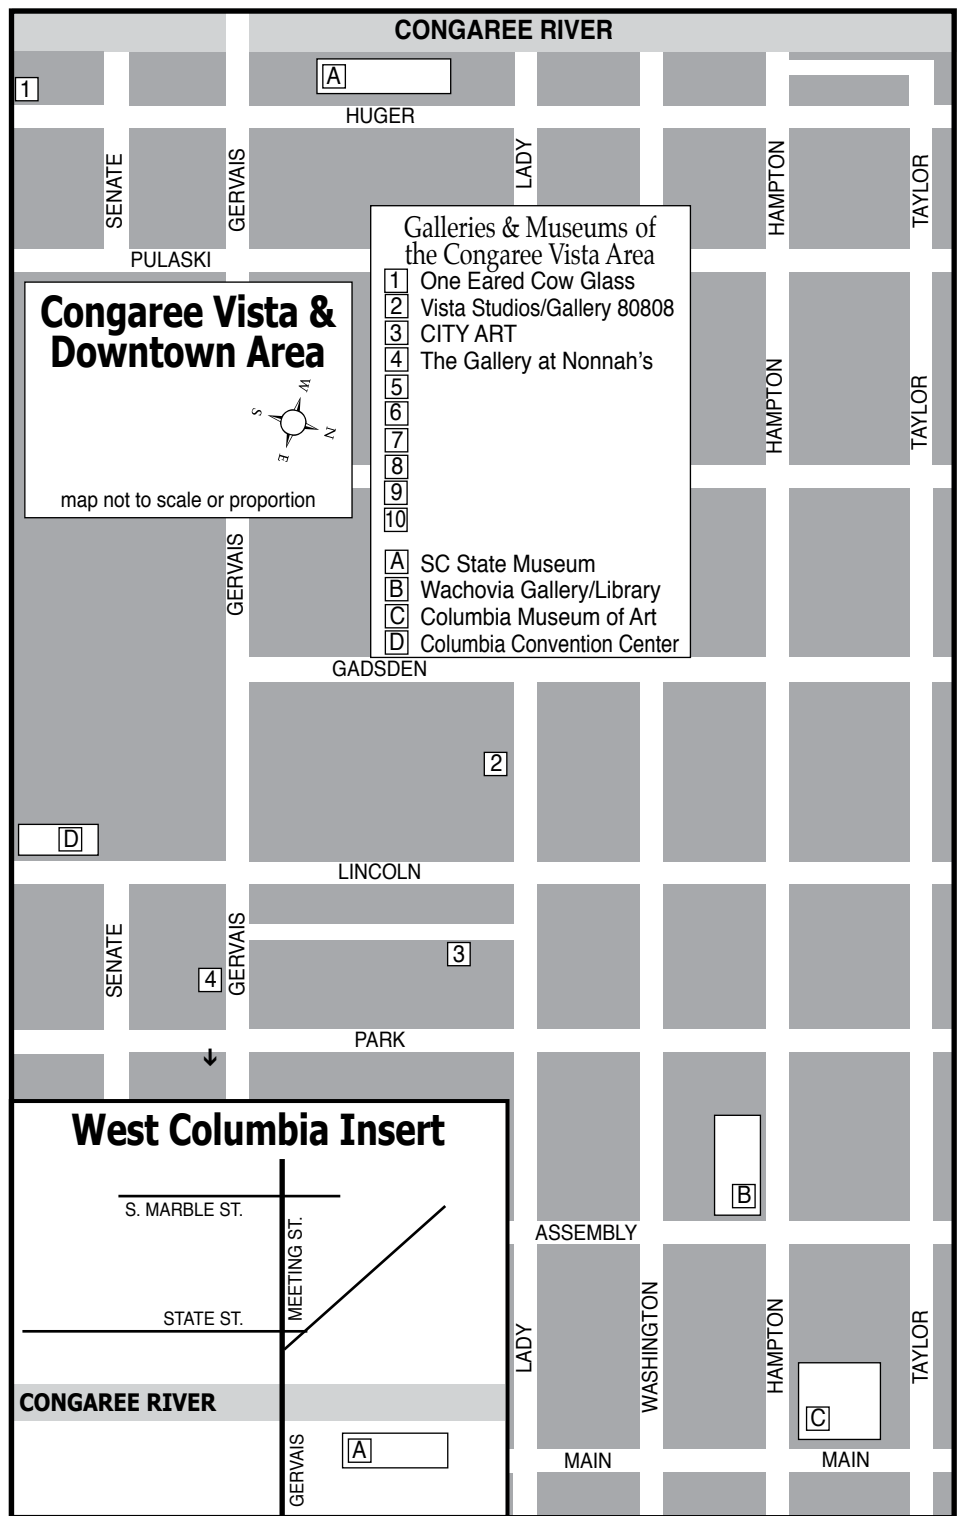 CONGAREE RIVER
1
A
HUGER
SENATE
GERVAIS
LADY
HAMPTON
TAYLOR
PULASKI
Galleries & Museums of
the Congaree Vista Area
1 One Eared Cow Glass
2 Vista Studios/Gallery 80808
3 CITY ART
4 The Gallery at Nonnah's
5
6
7
8
9
10
A SC State Museum
B Wachovia Gallery/Library
C Columbia Museum of Art
D Columbia Convention Center
Congaree Vista &
Downtown Area
W
S
N
E
map not to scale or proportion
HAMPTON
TAYLOR
GERVAIS
GADSDEN
2
D
LINCOLN
SENATE
GERVAIS
3
4
PARK
West Columbia Insert
S. MARBLE ST.
MEETING ST.
STATE ST.
CONGAREE RIVER
GERVAIS
A
B
ASSEMBLY
LADY
WASHINGTON
HAMPTON
TAYLOR
C
MAIN
MAIN